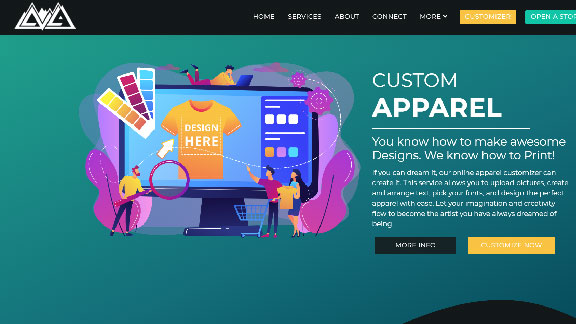 HOME SERVICES ABOUT CONNECT MORE CUSTOMIZER OPEN A STOR
DESIGN
HERE
CUSTOM
APPAREL
You know how to make awesome
Designs. We know how to Print!
If you can dream it, our online apparel customizer can
create it. This service allows you to upload pictures, create
and arrange text, pick your fonts, and design the perfect
apparel with ease. Let your imagination and creativity
flow to become the artist you have always dreamed of
being.
MORE INFO CUSTOMIZE NOW